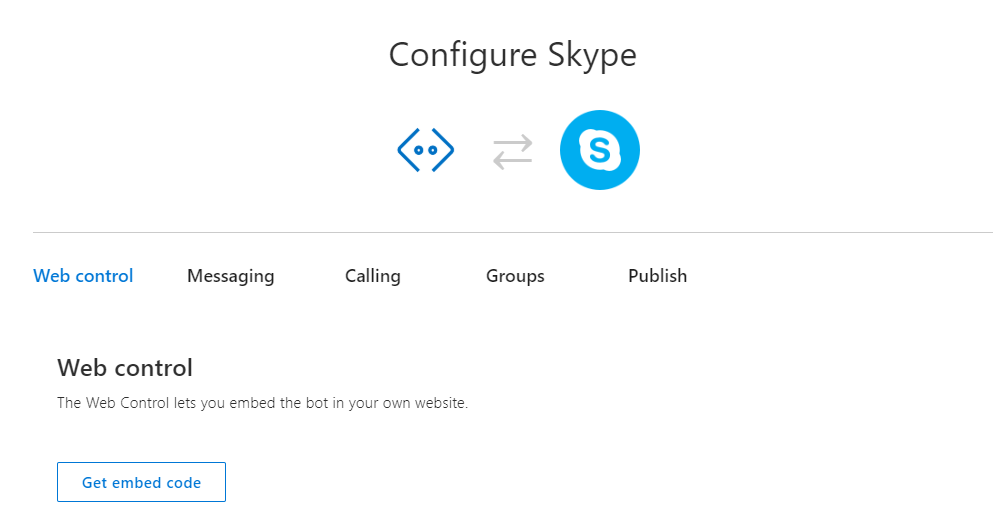 Configure Skype
S
Web control Messaging Calling Groups Publish
Web control
The Web Control lets you embed the bot in your own website.
Get embed code